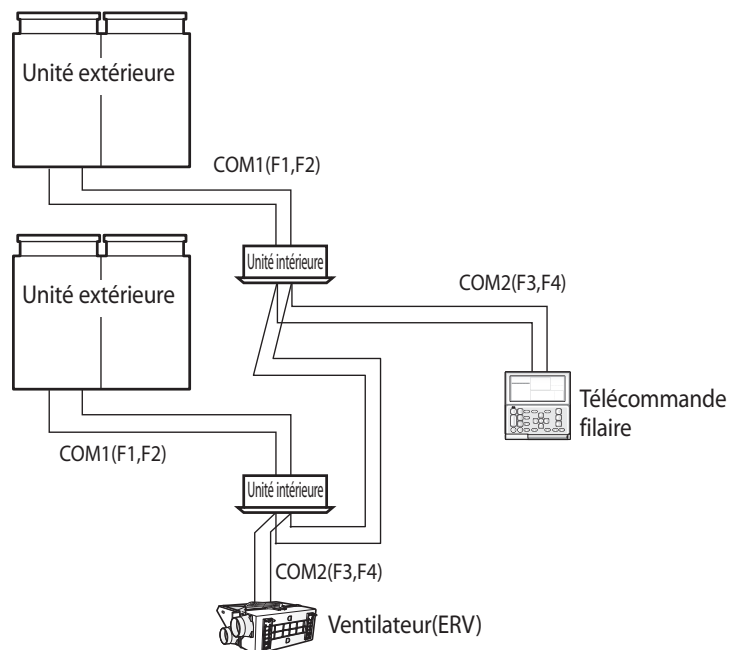 Unité extérieure
COM1(F1,F2)
Unité intérieure
Unité extérieure
COM2(F3,F4)
Télécommande
filaire
COM1(F1,F2)
Unité intérieure
COM2(F3,F4)
Ventilateur(ERV)